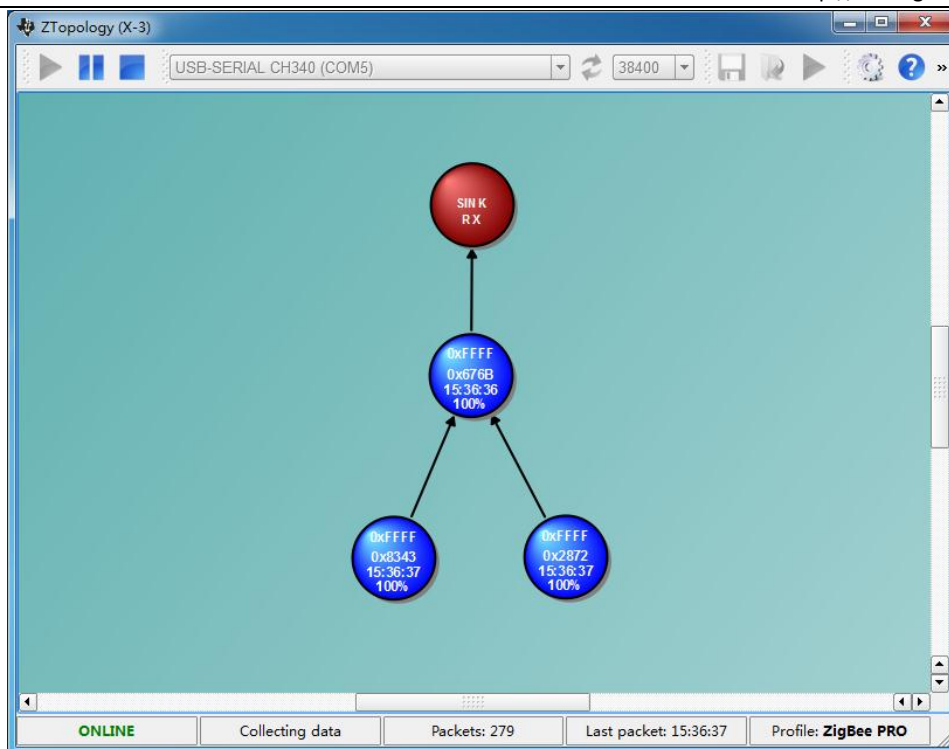 ZTopology (X-3)
USB-SERIAL CH340 (COM5)
38400
SINK
RX
0xFFFF
0x676B
15:36:36
100%
0xFFFF
0x8343
15:36:37
100%
0xFFFF
0x2872
15:36:37
100%
ONLINE
Collecting data
Packets: 279
Last packet: 15:36:37
Profile: ZigBee PRO